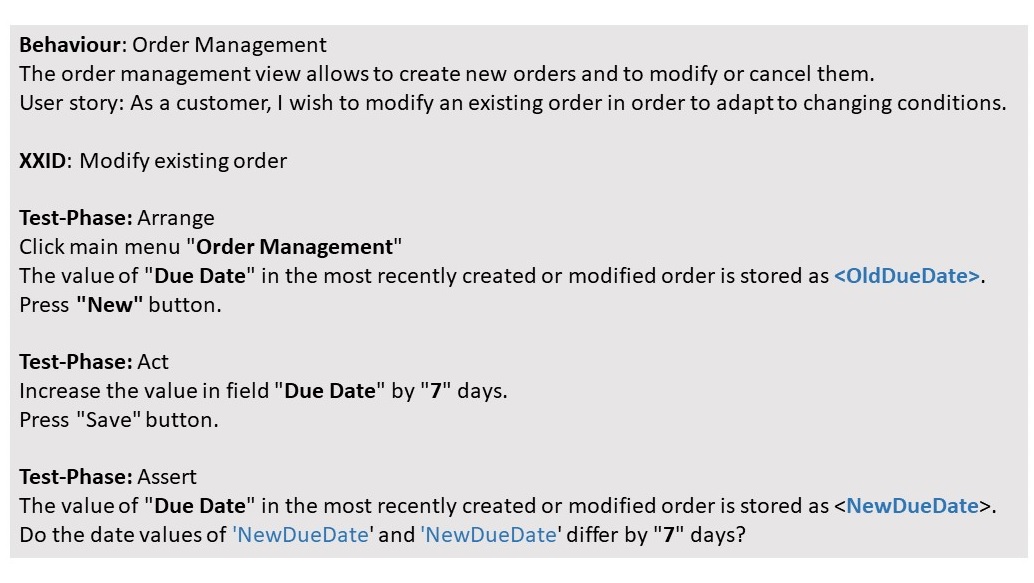 Behaviour: Order Management
The order management view allows to create new orders and to modify or cancel them.
User story: As a customer, I wish to modify an existing order in order to adapt to changing conditions.
XXID: Modify existing order
Test-Phase: Arrange
Click main menu "Order Management"
The value of "Due Date" in the most recently created or modified order is stored as <OldDueDate>.
Press "New" button.
Test-Phase: Act
Increase the value in field "Due Date" by "7" days.
Press "Save" button.
Test-Phase: Assert
The value of "Due Date" in the most recently created or modified order is stored as <NewDueDate>.
Do the date values of 'NewDueDate' and 'NewDueDate' differ by "7" days?